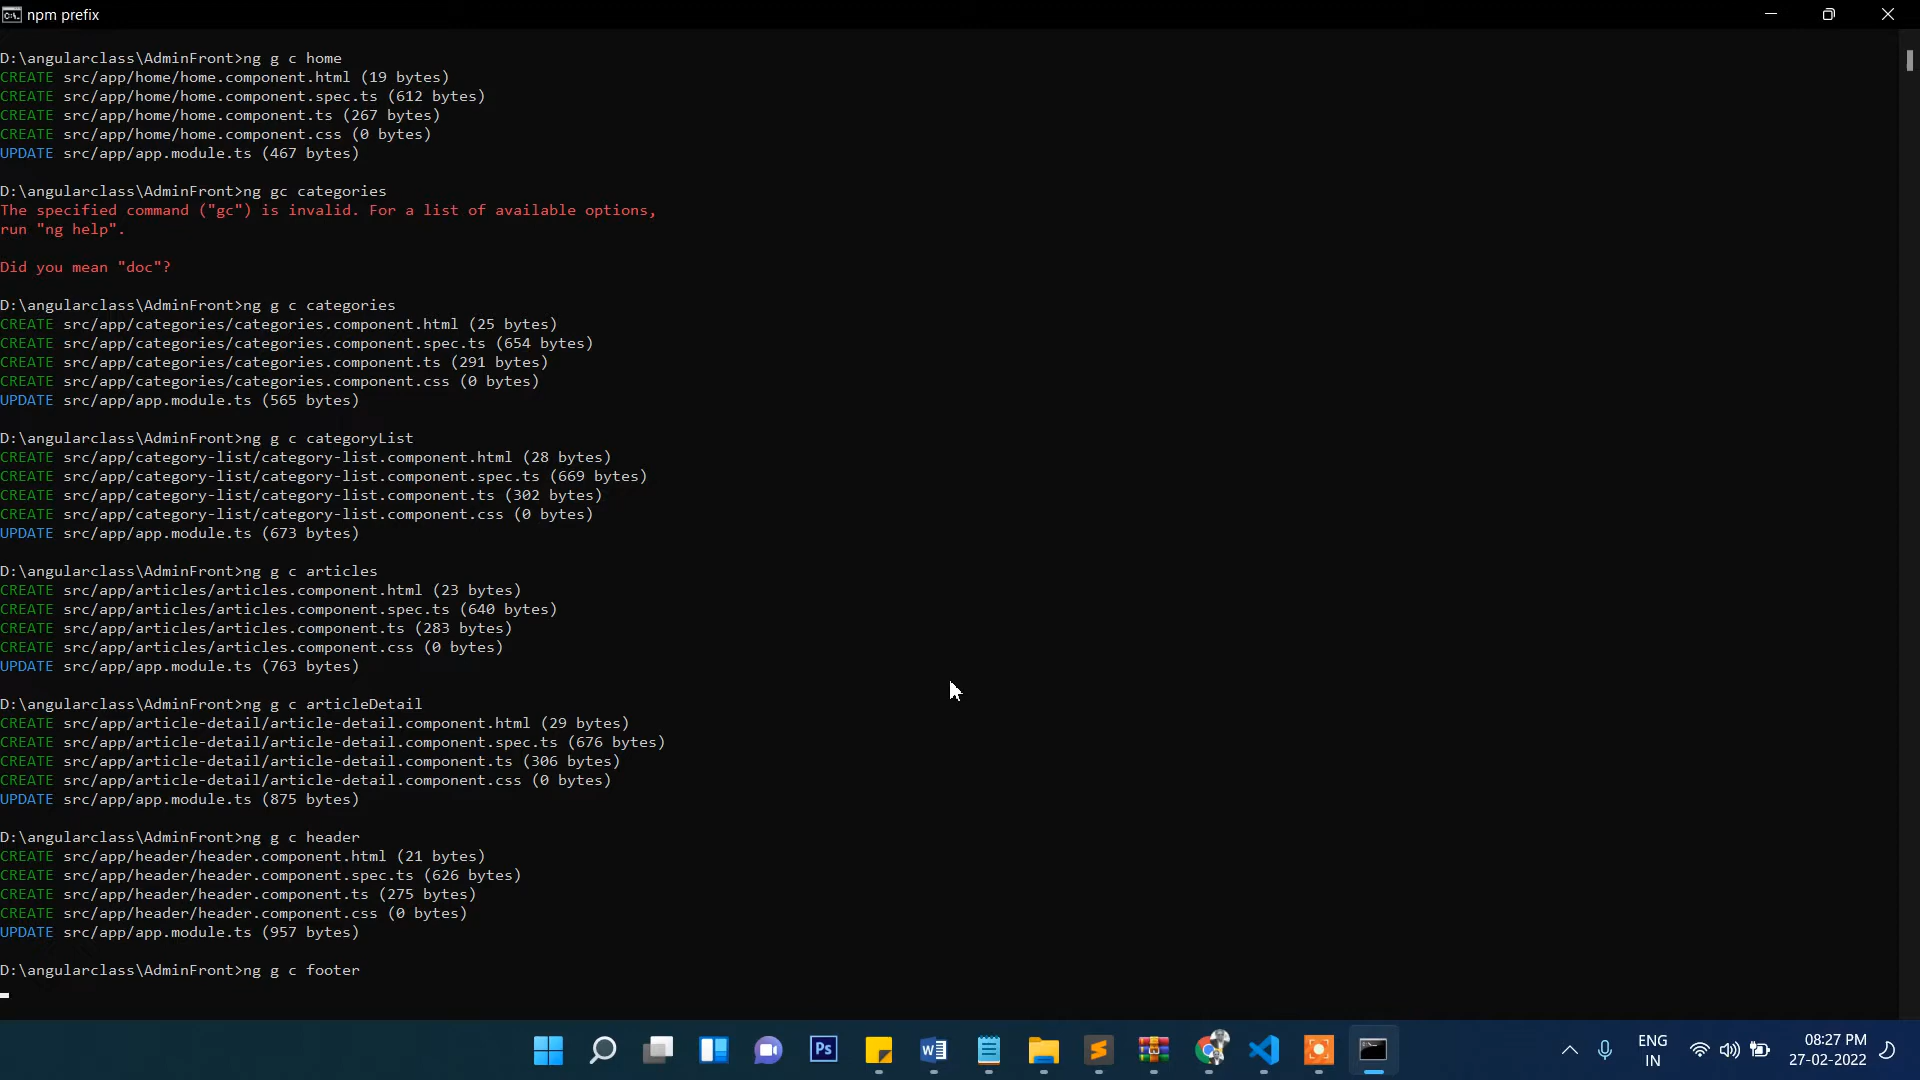 npm prefix
D:\angularclass\AdminFront>ng g c home
CREATE src/app/home/home.component.html (19 bytes)
CREATE src/app/home/home.component.spec.ts (612 bytes)
CREATE src/app/home/home.component.ts (267 bytes)
CREATE src/app/home/home.component.css (0 bytes)
UPDATE src/app/app.module.ts (467 bytes)
D:\angularclass\AdminFront>ng gc categories
The specified command ("gc") is invalid. For a list of available options,
run "ng help".
Did you mean "doc"?
D:\angularclass\AdminFront>ng g c categories
CREATE src/app/categories/categories.component.html (25 bytes)
CREATE src/app/categories/categories.component.spec.ts (654 bytes)
CREATE src/app/categories/categories.component.ts (291 bytes)
CREATE src/app/categories/categories.component.css (0 bytes)
UPDATE src/app/app.module.ts (565 bytes)
D:\angularclass\AdminFront>ng g c categoryList
CREATE src/app/category-list/category-list.component.html (28 bytes)
CREATE src/app/category-list/category-list.component.spec.ts (669 bytes)
CREATE src/app/category-list/category-list.component.ts (302 bytes)
CREATE src/app/category-list/category-list.component.css (0 bytes)
UPDATE src/app/app.module.ts (673 bytes)
D:\angularclass\AdminFront>ng g c articles
CREATE src/app/articles/articles.component.html (23 bytes)
CREATE src/app/articles/articles.component.spec.ts (640 bytes)
CREATE src/app/articles/articles.component.ts (283 bytes)
CREATE src/app/articles/articles.component.css (0 bytes)
UPDATE src/app/app.module.ts (763 bytes)
D:\angularclass\AdminFront>ng g c articleDetail
CREATE src/app/article-detail/article-detail.component.html (29 bytes)
CREATE src/app/article-detail/article-detail.component.spec.ts (676 bytes)
CREATE src/app/article-detail/article-detail.component.ts (306 bytes)
CREATE src/app/article-detail/article-detail.component.css (0 bytes)
UPDATE src/app/app.module.ts (875 bytes)
D:\angularclass\AdminFront>ng g c header
CREATE src/app/header/header.component.html (21 bytes)
CREATE src/app/header/header.component.spec.ts (626 bytes)
CREATE src/app/header/header.component.ts (275 bytes)
CREATE src/app/header/header.component.css (0 bytes)
UPDATE src/app/app.module.ts (957 bytes)
D:\angularclass\AdminFront>ng g c footer
Ps
ENG
IN
08:27 PM
27-02-2022